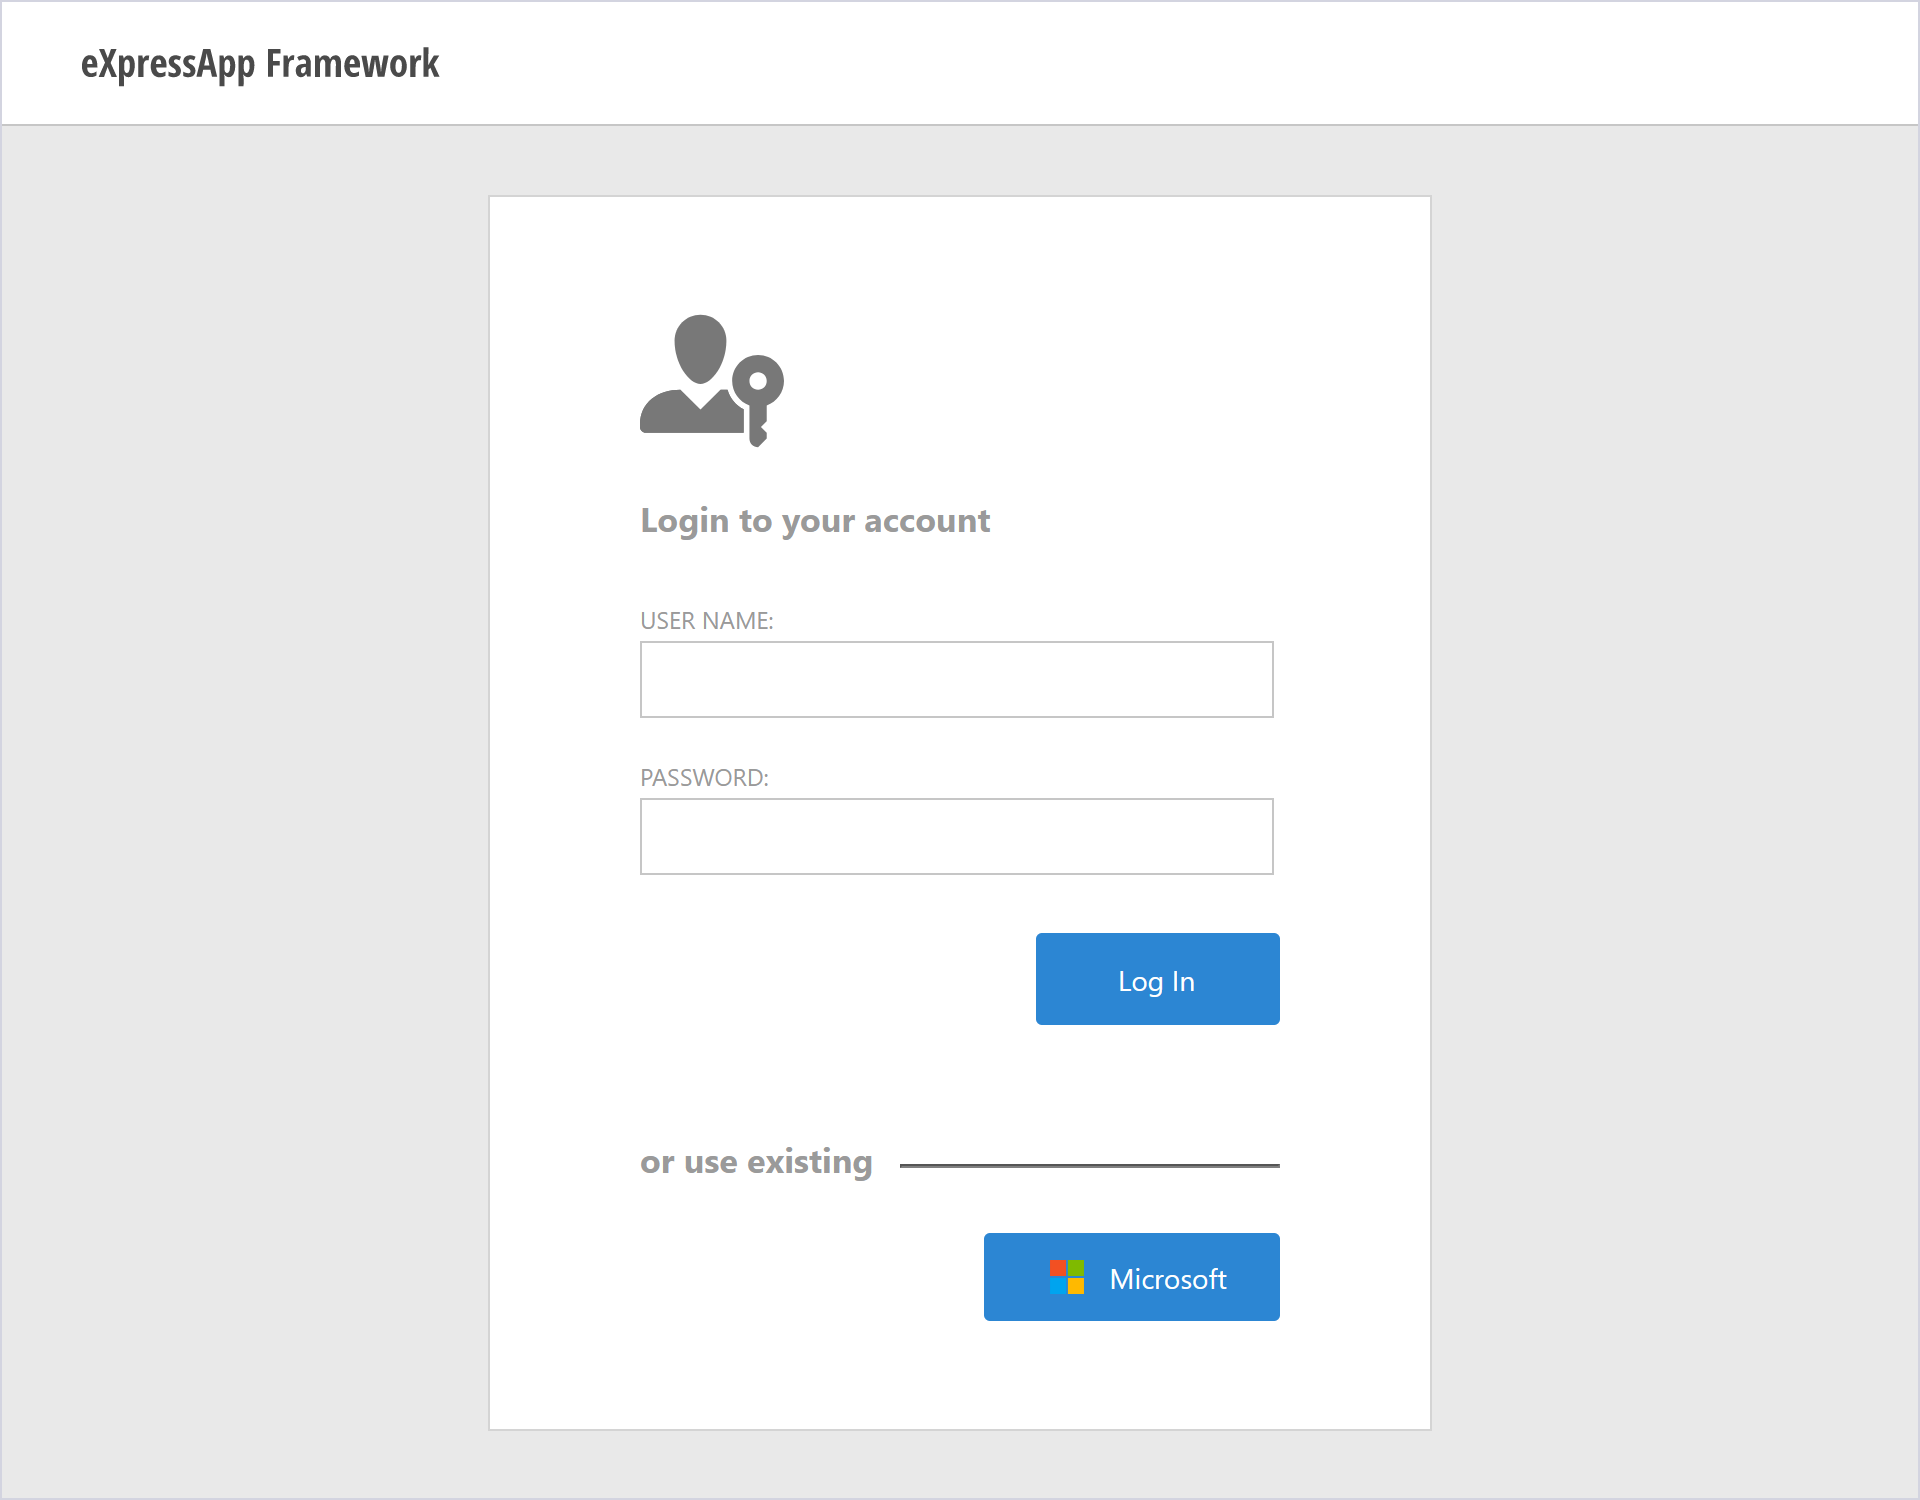 eXpressApp Framework
Login to your account
USER NAME:
PASSWORD:
Log In
or use existing
Microsoft